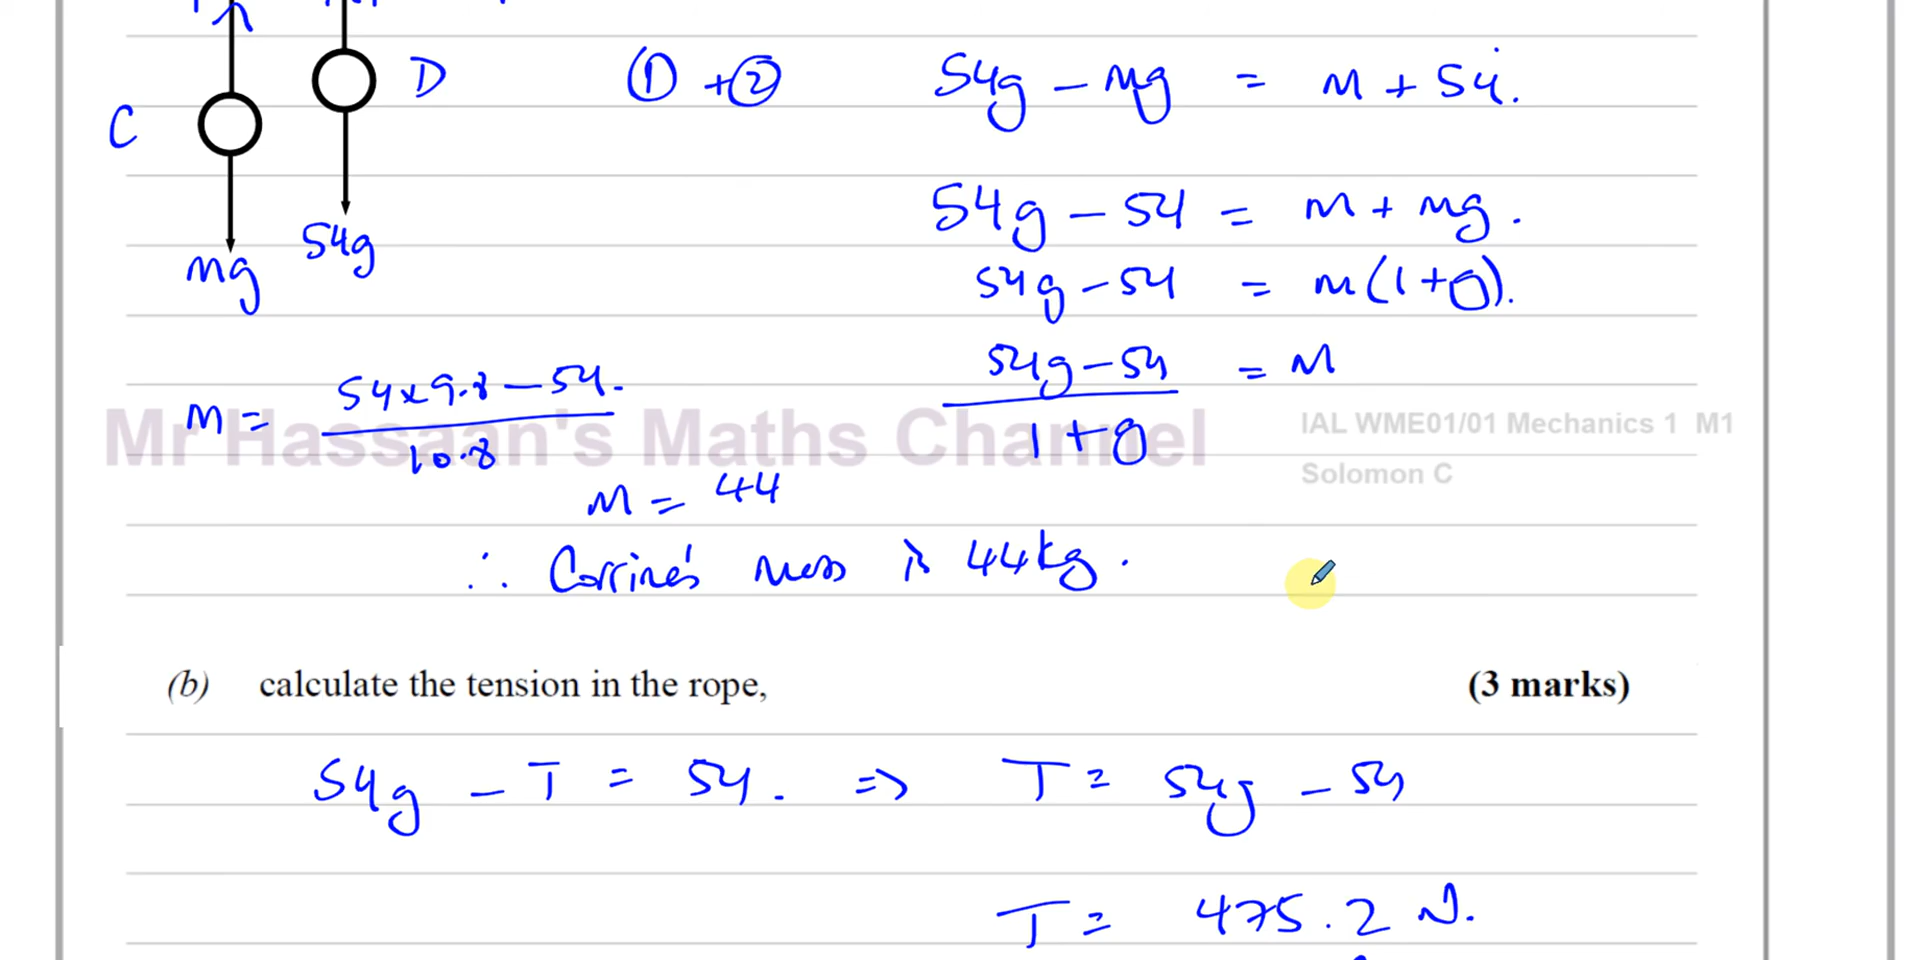 D ① + ② 54g - mg = m + 54.
C
54g - 54 = m + mg.
54g
54g - 54 = m(1+g).
mg
54g - 54 / 1+g = M
M = 54 x 9.8 - 54. / 10.8
Mr Hassaan's Maths Channel
IAL WME01/01 Mechanics 1 M1
Solomon C
M = 44
∴ Corrine's mass is 44kg.
(b) calculate the tension in the rope, (3 marks)
54g - T = 54. => T = 54g - 54
T = 475.2 N.